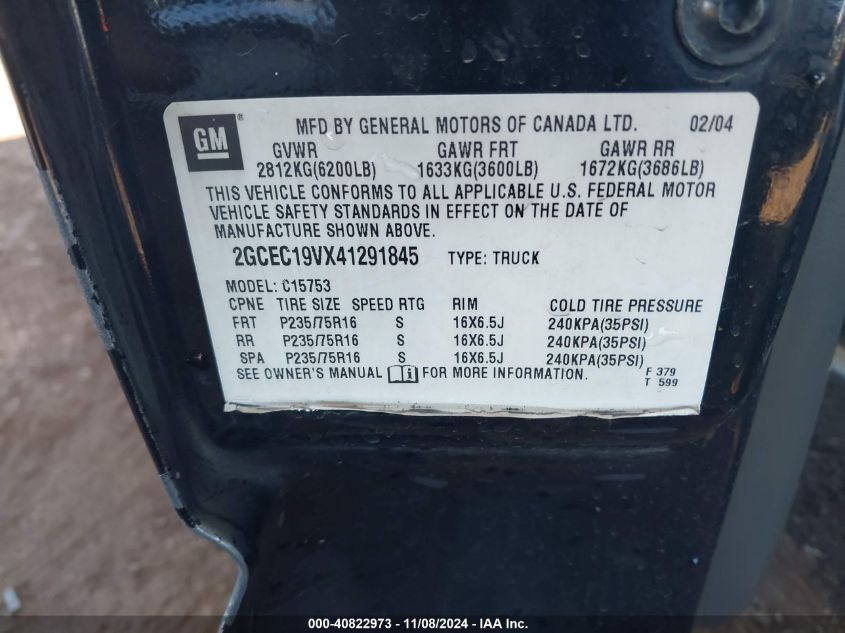 GM ® MFD BY GENERAL MOTORS OF CANADA LTD. 02/04
GVWR GAWR FRT GAWR RR
2812KG(6200LB) 1633KG(3600LB) 1672KG(3686LB)
THIS VEHICLE CONFORMS TO ALL APPLICABLE U.S. FEDERAL MOTOR
VEHICLE SAFETY STANDARDS IN EFFECT ON THE DATE OF
MANUFACTURE SHOWN ABOVE.
2GCEC19VX41291845 TYPE: TRUCK
MODEL: C15753
CPNE TIRE SIZE SPEED RTG RIM COLD TIRE PRESSURE
FRT P235/75R16 S 16X6.5J 240KPA(35PSI)
RR P235/75R16 S 16X6.5J 240KPA(35PSI)
SPA P235/75R16 S 16X6.5J 240KPA(35PSI)
SEE OWNER'S MANUAL FOR MORE INFORMATION. F 379
T 599
000-40822973 - 11/08/2024 - IAA Inc.